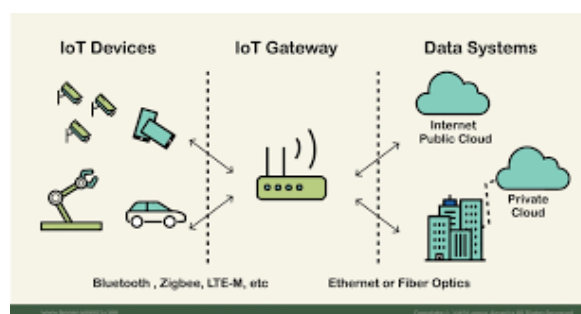 IoT Devices
IoT Gateway
Data Systems
Internet
Public Cloud
Private
Cloud
Bluetooth , Zigbee, LTE-M, etc
Ethernet or Fiber Optics